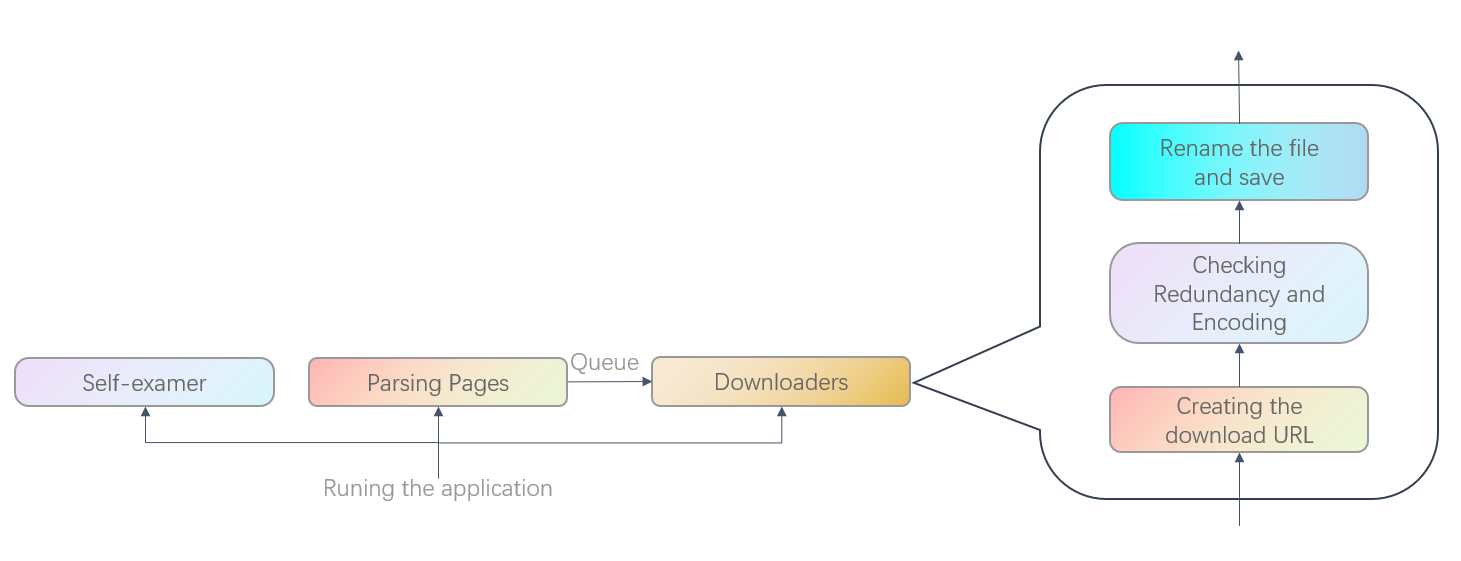 Rename the file
and save
Checking
Redundancy and
Encoding
Queue
Self-examer
Parsing Pages
Downloaders
Creating the
download URL
Runing the application